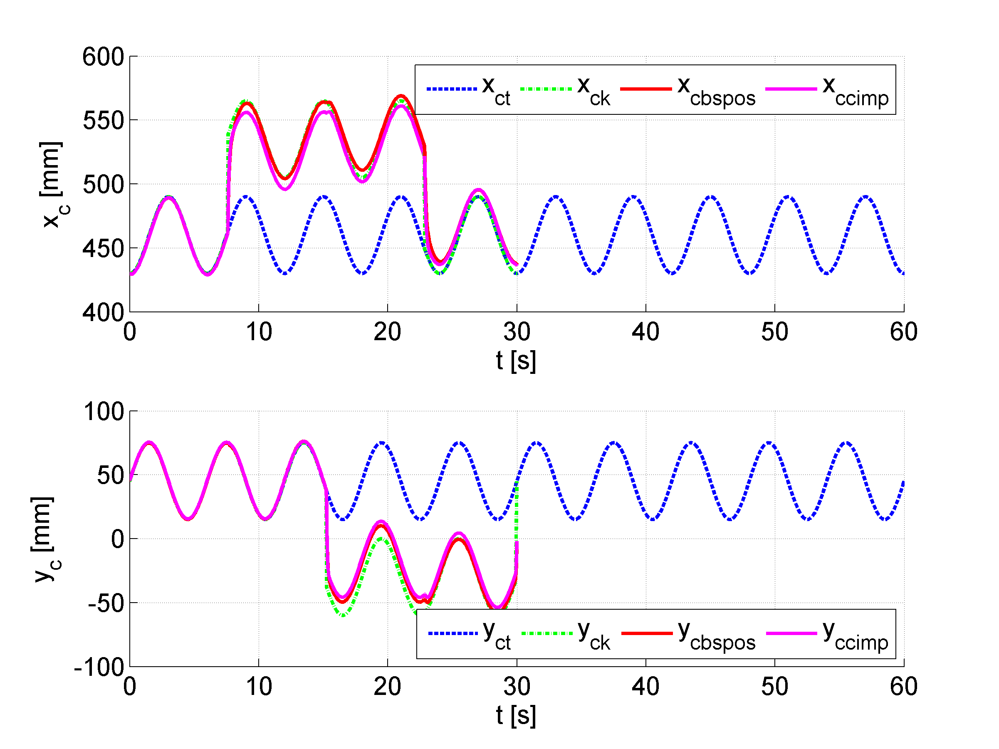 600
550
500
450
400
x_c [mm]
x_ct x_ck x_cbspos x_ccimp
0 10 20 30 40 50 60
t [s]
100
50
0
-50
-100
y_c [mm]
y_ct y_ck y_cbspos y_ccimp
0 10 20 30 40 50 60
t [s]